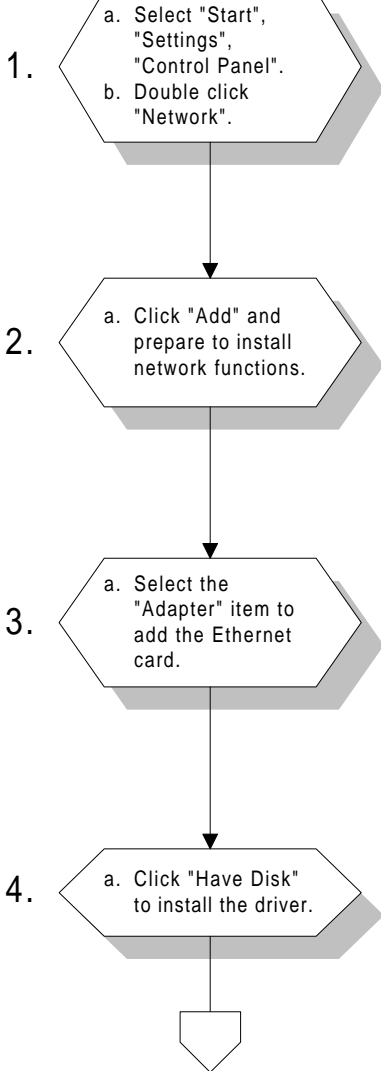 a. Select "Start",
"Settings",
1.
"Control Panel".
b. Double click
"Network".
a. Click "Add" and
2.
prepare to install
network functions.
a. Select the
"Adapter" item to
3.
add the Ethernet
card.
a. Click "Have Disk"
4.
to install the driver.